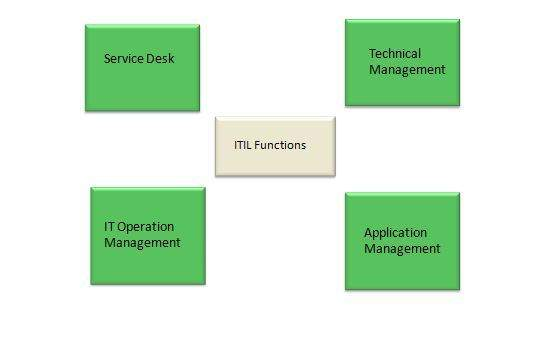 Service Desk
Technical
Management
ITIL Functions
IT Operation
Management
Application
Management